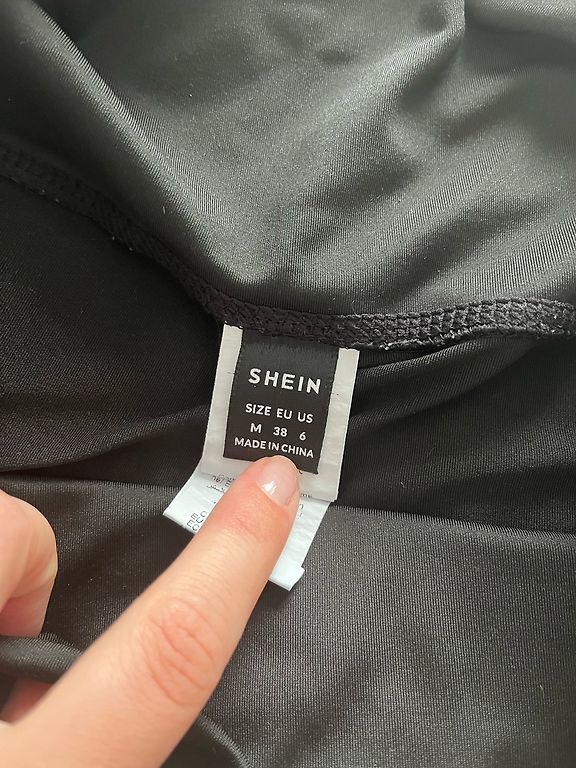 SHEIN
SIZE EU US
M 38 6
MADE IN CHINA